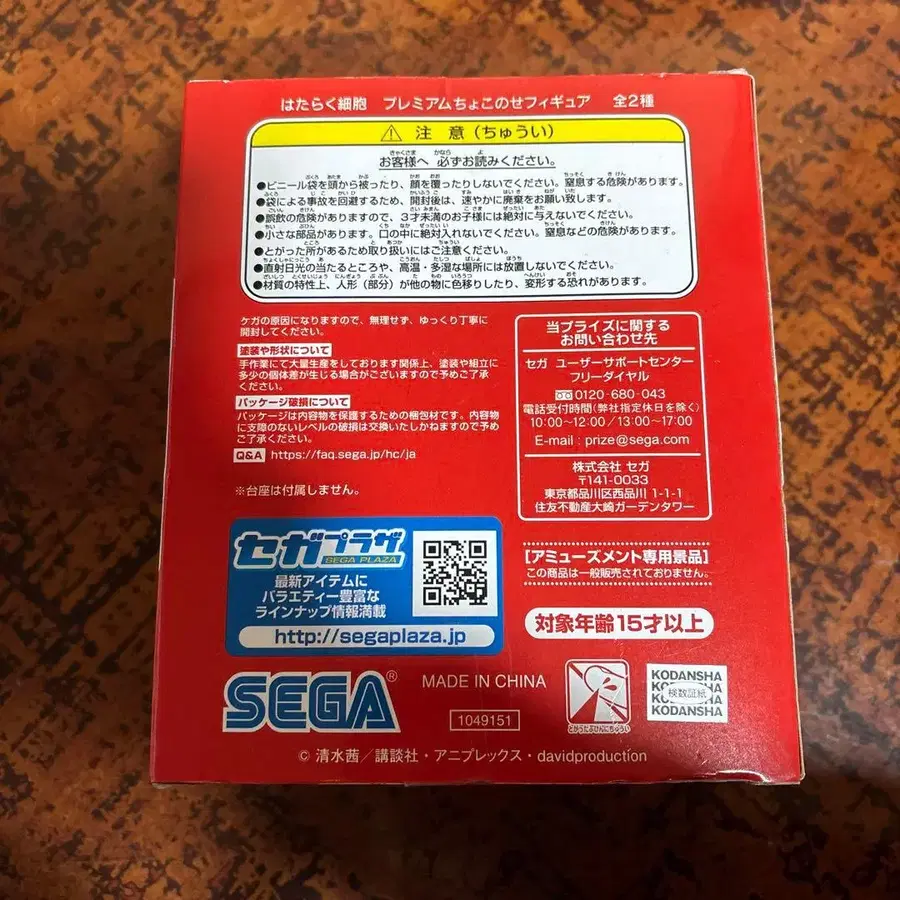 はたらく細胞 プレミアムちょこのせフィギュア 全2種
⚠ 注 意（ちゅうい）
お客様へ 必ずお読みください。
●ビニール袋を頭から被ったり、顔を覆ったりしないでください。窒息する危険があります。
●袋による事故を回避するため、開封後は、速やかに廃棄をお願い致します。
●誤飲の危険がありますので、3才未満のお子様には絶対に与えないでください。
●小さな部品があります。口の中に絶対入れないでください。窒息などの危険があります。
●とがった所があるため取り扱いにはご注意ください。
●直射日光の当たるところや、高温・多湿な場所には放置しないでください。
●材質の特性上、人形（部分）が他の物に色移りしたり、変形する恐れがあります。
ケガの原因になりますので、無理せず、ゆっくり丁寧に
開封してください。
塗装や形状について
手作業にて大量生産をしております関係上、塗装や組立に
多少の個体差が生じる場合がございますので予めご了承
ください。
パッケージ破損について
パッケージは内容物を保護するための梱包材です。内容物
に支障のないレベルの破損は交換いたしかねますので予め
ご了承ください。
Q&A https://faq.sega.jp/hc/ja
※台座は付属しません。
当プライズに関する
お問い合わせ先
セガ ユーザーサポートセンター
フリーダイヤル
0120-680-043
電話受付時間(弊社指定休日を除く)
10:00~12:00/13:00~17:00
E-mail : prize@sega.com
株式会社 セガ
〒141-0033
東京都品川区西品川 1-1-1
住友不動産大崎ガーデンタワー
セガプラザ
SEGA PLAZA
最新アイテムに
バラエティー豊富な
ラインナップ情報満載
http://segaplaza.jp
[アミューズメント専用景品]
この商品は一般販売されておりません。
対象年齢15才以上
SEGA®
MADE IN CHINA
1049151
とがったぶひんにちゅうい
KODANSHA
検数証紙
KODANSHA
© 清水茜／講談社・アニプレックス・davidproduction